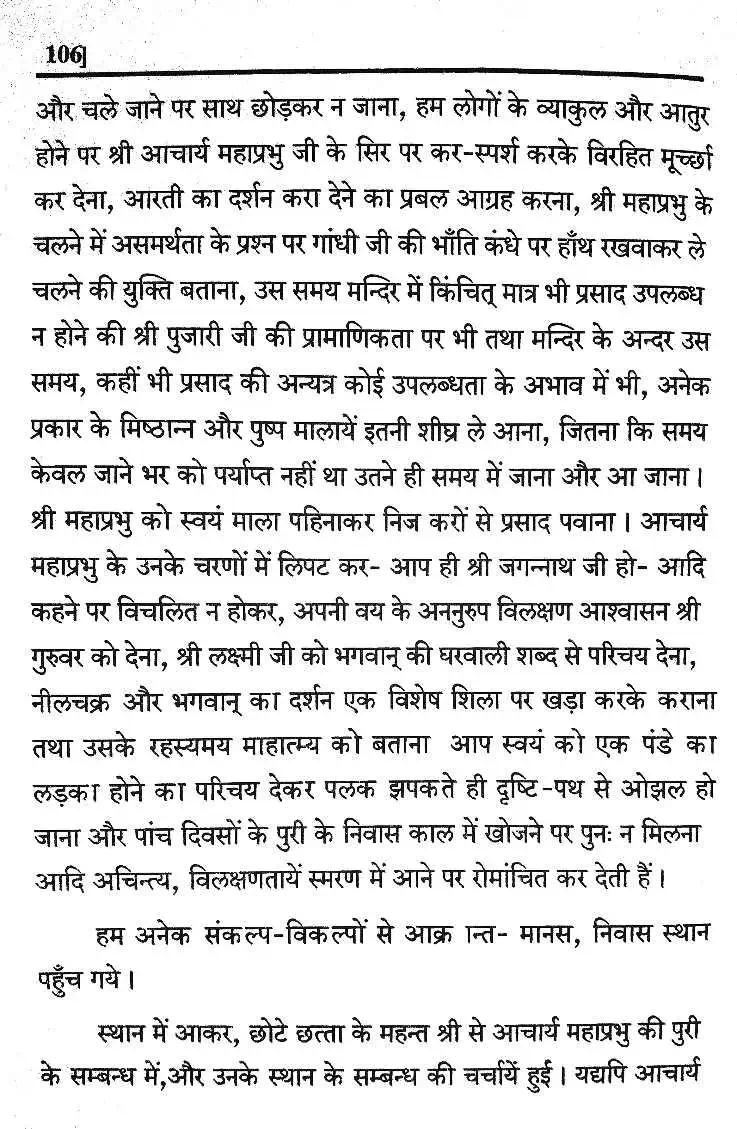 106]
और चले जाने पर साथ छोड़कर न जाना, हम लोगों के व्याकुल और आतुर
होने पर श्री आचार्य महाप्रभु जी के सिर पर कर-स्पर्श करके विरहित मूर्च्छा
कर देना, आरती का दर्शन करा देने का प्रबल आग्रह करना, श्री महाप्रभु के
चलने में असमर्थता के प्रश्न पर गांधी जी की भाँति कंधे पर हाँथ रखवाकर ले
चलने की युक्ति बताना, उस समय मन्दिर में किंचित् मात्र भी प्रसाद उपलब्ध
न होने की श्री पुजारी जी की प्रामाणिकता पर भी तथा मन्दिर के अन्दर उस
समय, कहीं भी प्रसाद की अन्यत्र कोई उपलब्धता के अभाव में भी, अनेक
प्रकार के मिष्ठान्न और पुष्प मालायें इतनी शीघ्र ले आना, जितना कि समय
केवल जाने भर को पर्याप्त नहीं था उतने ही समय में जाना और आ जाना।
श्री महाप्रभु को स्वयं माला पहिनाकर निज करों से प्रसाद पवाना। आचार्य
महाप्रभु के उनके चरणों में लिपट कर- आप ही श्री जगन्नाथ जी हो- आदि
कहने पर विचलित न होकर, अपनी वय के अननुरुप विलक्षण आश्वासन श्री
गुरुवर को देना, श्री लक्ष्मी जी को भगवान् की घरवाली शब्द से परिचय देना,
नीलचक्र और भगवान् का दर्शन एक विशेष शिला पर खड़ा करके कराना
तथा उसके रहस्यमय माहात्म्य को बताना आप स्वयं को एक पंडे का
लड़का होने का परिचय देकर पलक झपकते ही दृष्टि-पथ से ओझल हो
जाना और पांच दिवसों के पुरी के निवास काल में खोजने पर पुनः न मिलना
आदि अचिन्त्य, विलक्षणतायें स्मरण में आने पर रोमांचित कर देती हैं।
हम अनेक संकल्प-विकल्पों से आक्रान्त- मानस, निवास स्थान
पहुँच गये।
स्थान में आकर, छोटे छत्ता के महन्त श्री से आचार्य महाप्रभु की पुरी
के सम्बन्ध में,और उनके स्थान के सम्बन्ध की चर्चायें हुई। यद्यपि आचार्य